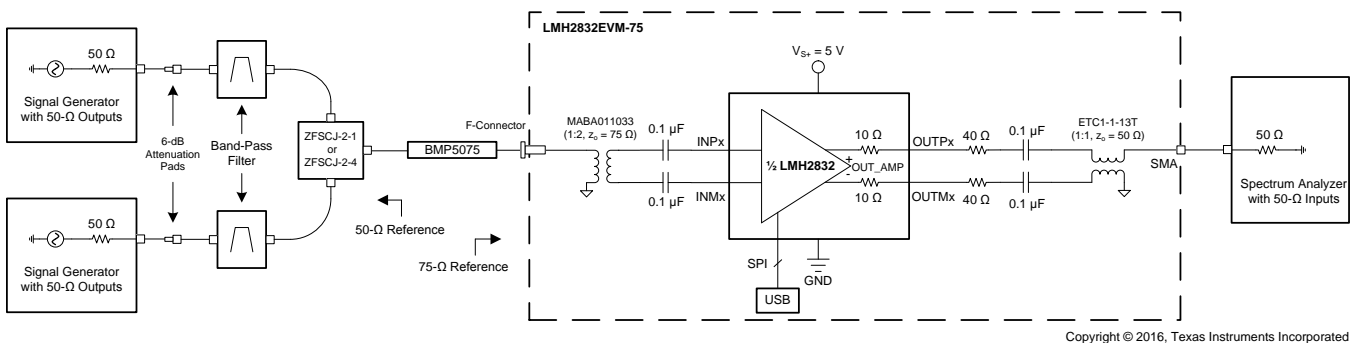 LMH2832EVM-75
50 Ω
Signal Generator
with 50-Ω Outputs
6-dB
Attenuation
Pads
Band-Pass
Filter
50 Ω
Signal Generator
with 50-Ω Outputs
ZFSCJ-2-1
or
ZFSCJ-2-4
50-Ω Reference
75-Ω Reference
BMP5075
F-Connector
MABA011033
(1:2, zo = 75 Ω)
0.1 µF
0.1 µF
INPx
INMx
VS+ = 5 V
½ LMH2832
+
-
OUT_AMP
10 Ω
10 Ω
SPI
USB
GND
OUTPx
OUTMx
40 Ω
40 Ω
0.1 µF
0.1 µF
ETC1-1-13T
(1:1, zo = 50 Ω)
SMA
50 Ω
Spectrum Analyzer
with 50-Ω Inputs
Copyright © 2016, Texas Instruments Incorporated